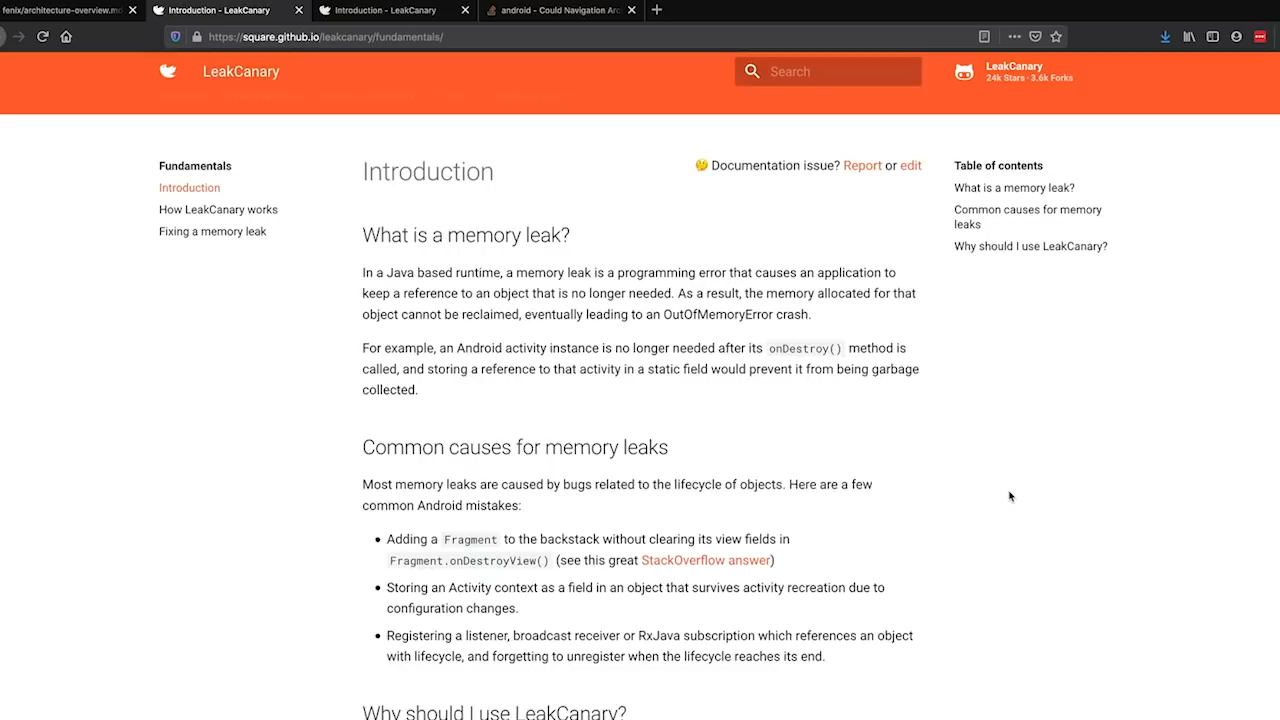 fenix/architecture-overview.md
Introduction - LeakCanary
Introduction - LeakCanary
android - Could Navigation Arc
https://square.github.io/leakcanary/fundamentals/
LeakCanary
Search
LeakCanary
24k Stars · 3.6k Forks
Fundamentals
Introduction
How LeakCanary works
Fixing a memory leak
Introduction
🤔 Documentation issue? Report or edit
What is a memory leak?
In a Java based runtime, a memory leak is a programming error that causes an application to
keep a reference to an object that is no longer needed. As a result, the memory allocated for that
object cannot be reclaimed, eventually leading to an OutOfMemoryError crash.
For example, an Android activity instance is no longer needed after its onDestroy() method is
called, and storing a reference to that activity in a static field would prevent it from being garbage
collected.
Common causes for memory leaks
Most memory leaks are caused by bugs related to the lifecycle of objects. Here are a few
common Android mistakes:
• Adding a Fragment to the backstack without clearing its view fields in
Fragment.onDestroyView() (see this great StackOverflow answer)
• Storing an Activity context as a field in an object that survives activity recreation due to
configuration changes.
• Registering a listener, broadcast receiver or RxJava subscription which references an object
with lifecycle, and forgetting to unregister when the lifecycle reaches its end.
Why should I use LeakCanary?
Table of contents
What is a memory leak?
Common causes for memory
leaks
Why should I use LeakCanary?